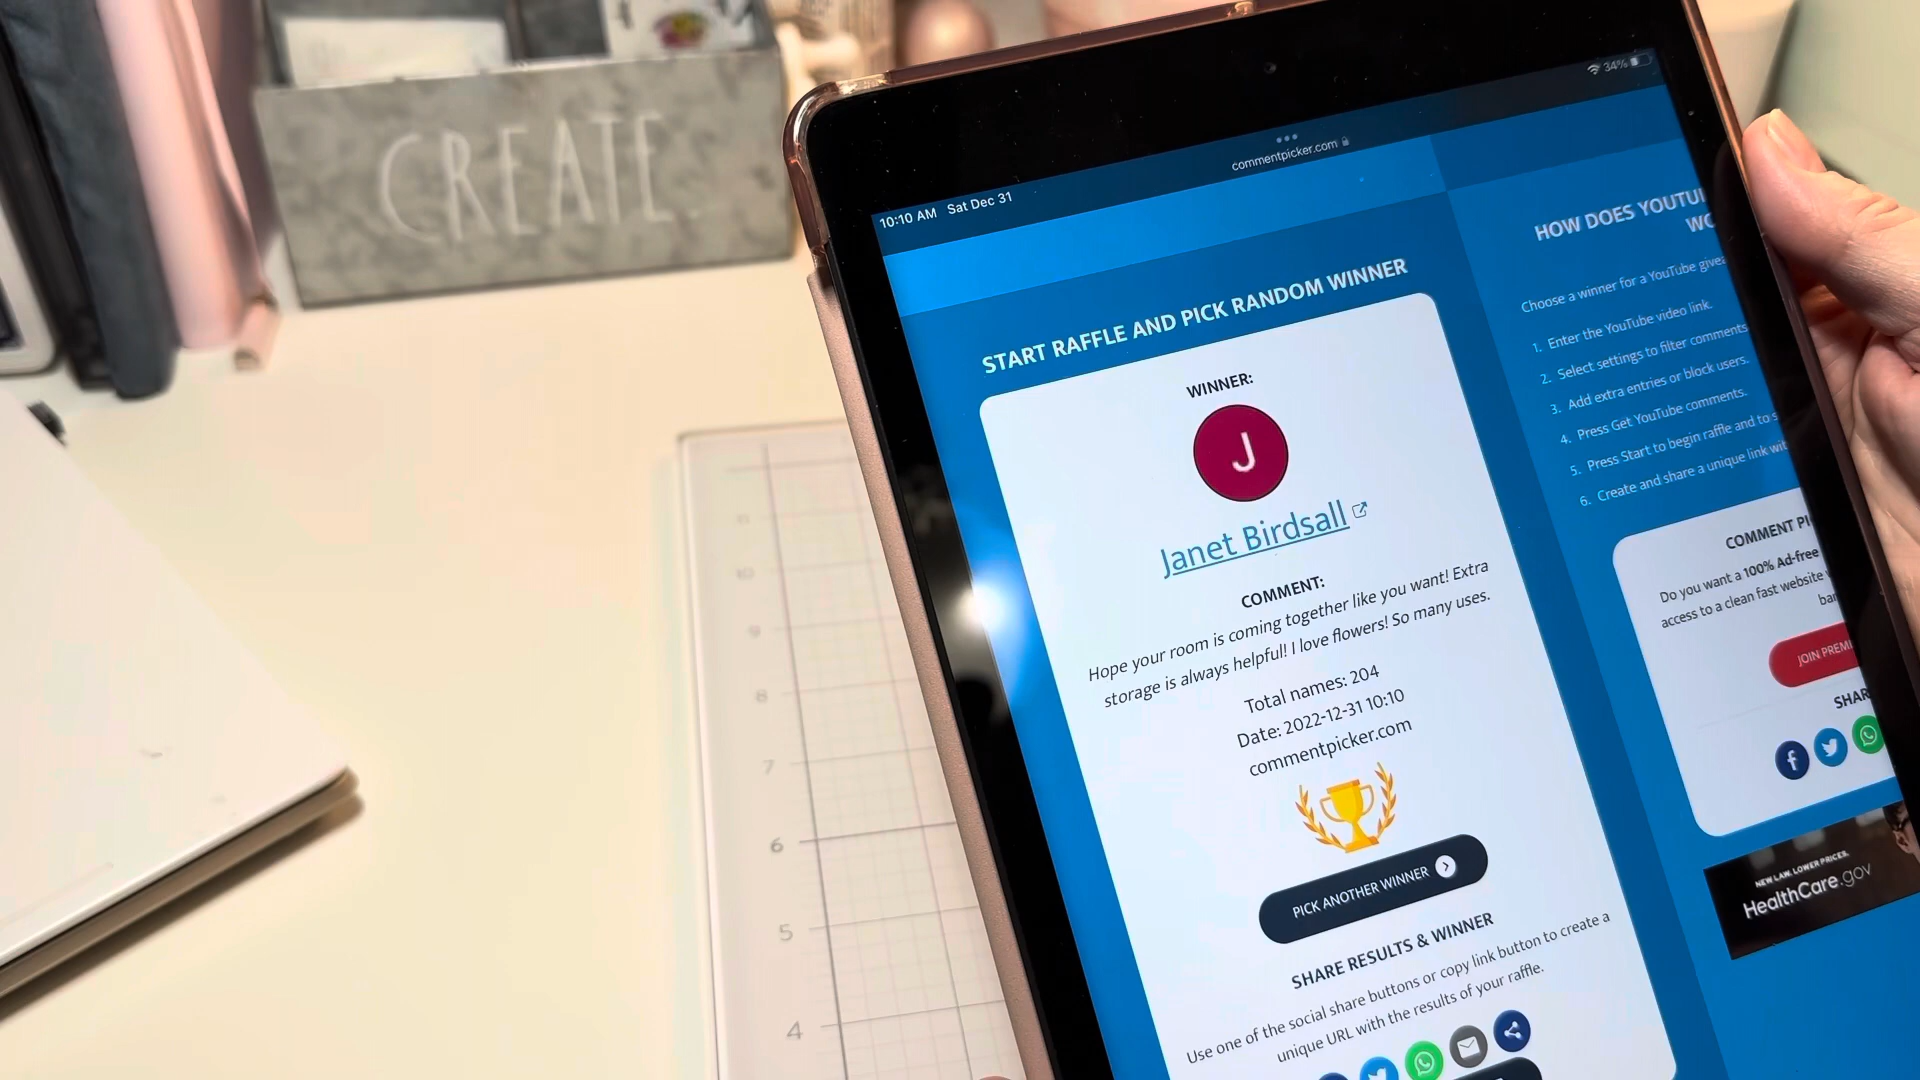 CREATE.
10:10 AM Sat Dec 31
commentpicker.com
34%
START RAFFLE AND PICK RANDOM WINNER
WINNER:
J
Janet Birdsall
COMMENT:
Hope your room is coming together like you want! Extra
storage is always helpful! I love flowers! So many uses.
Total names: 204
Date: 2022-12-31 10:10
commentpicker.com
PICK ANOTHER WINNER
SHARE RESULTS & WINNER
Use one of the social share buttons or copy link button to create a
unique URL with the results of your raffle.
HOW DOES
Choose a winner for a YouTube
1. Enter the YouTube video link.
2. Select settings to filter comments
3. Add extra entries or block users.
4. Press Get YouTube comments.
5. Press Start to begin raffle and to
6. Create and share a unique link
COMMENT
Do you want a 100% Ad-free
access to a clean fast website
JOIN
NEW LAW. LOWER PRICES.
HealthCare.gov
11
10
9
8
7
6
5
4